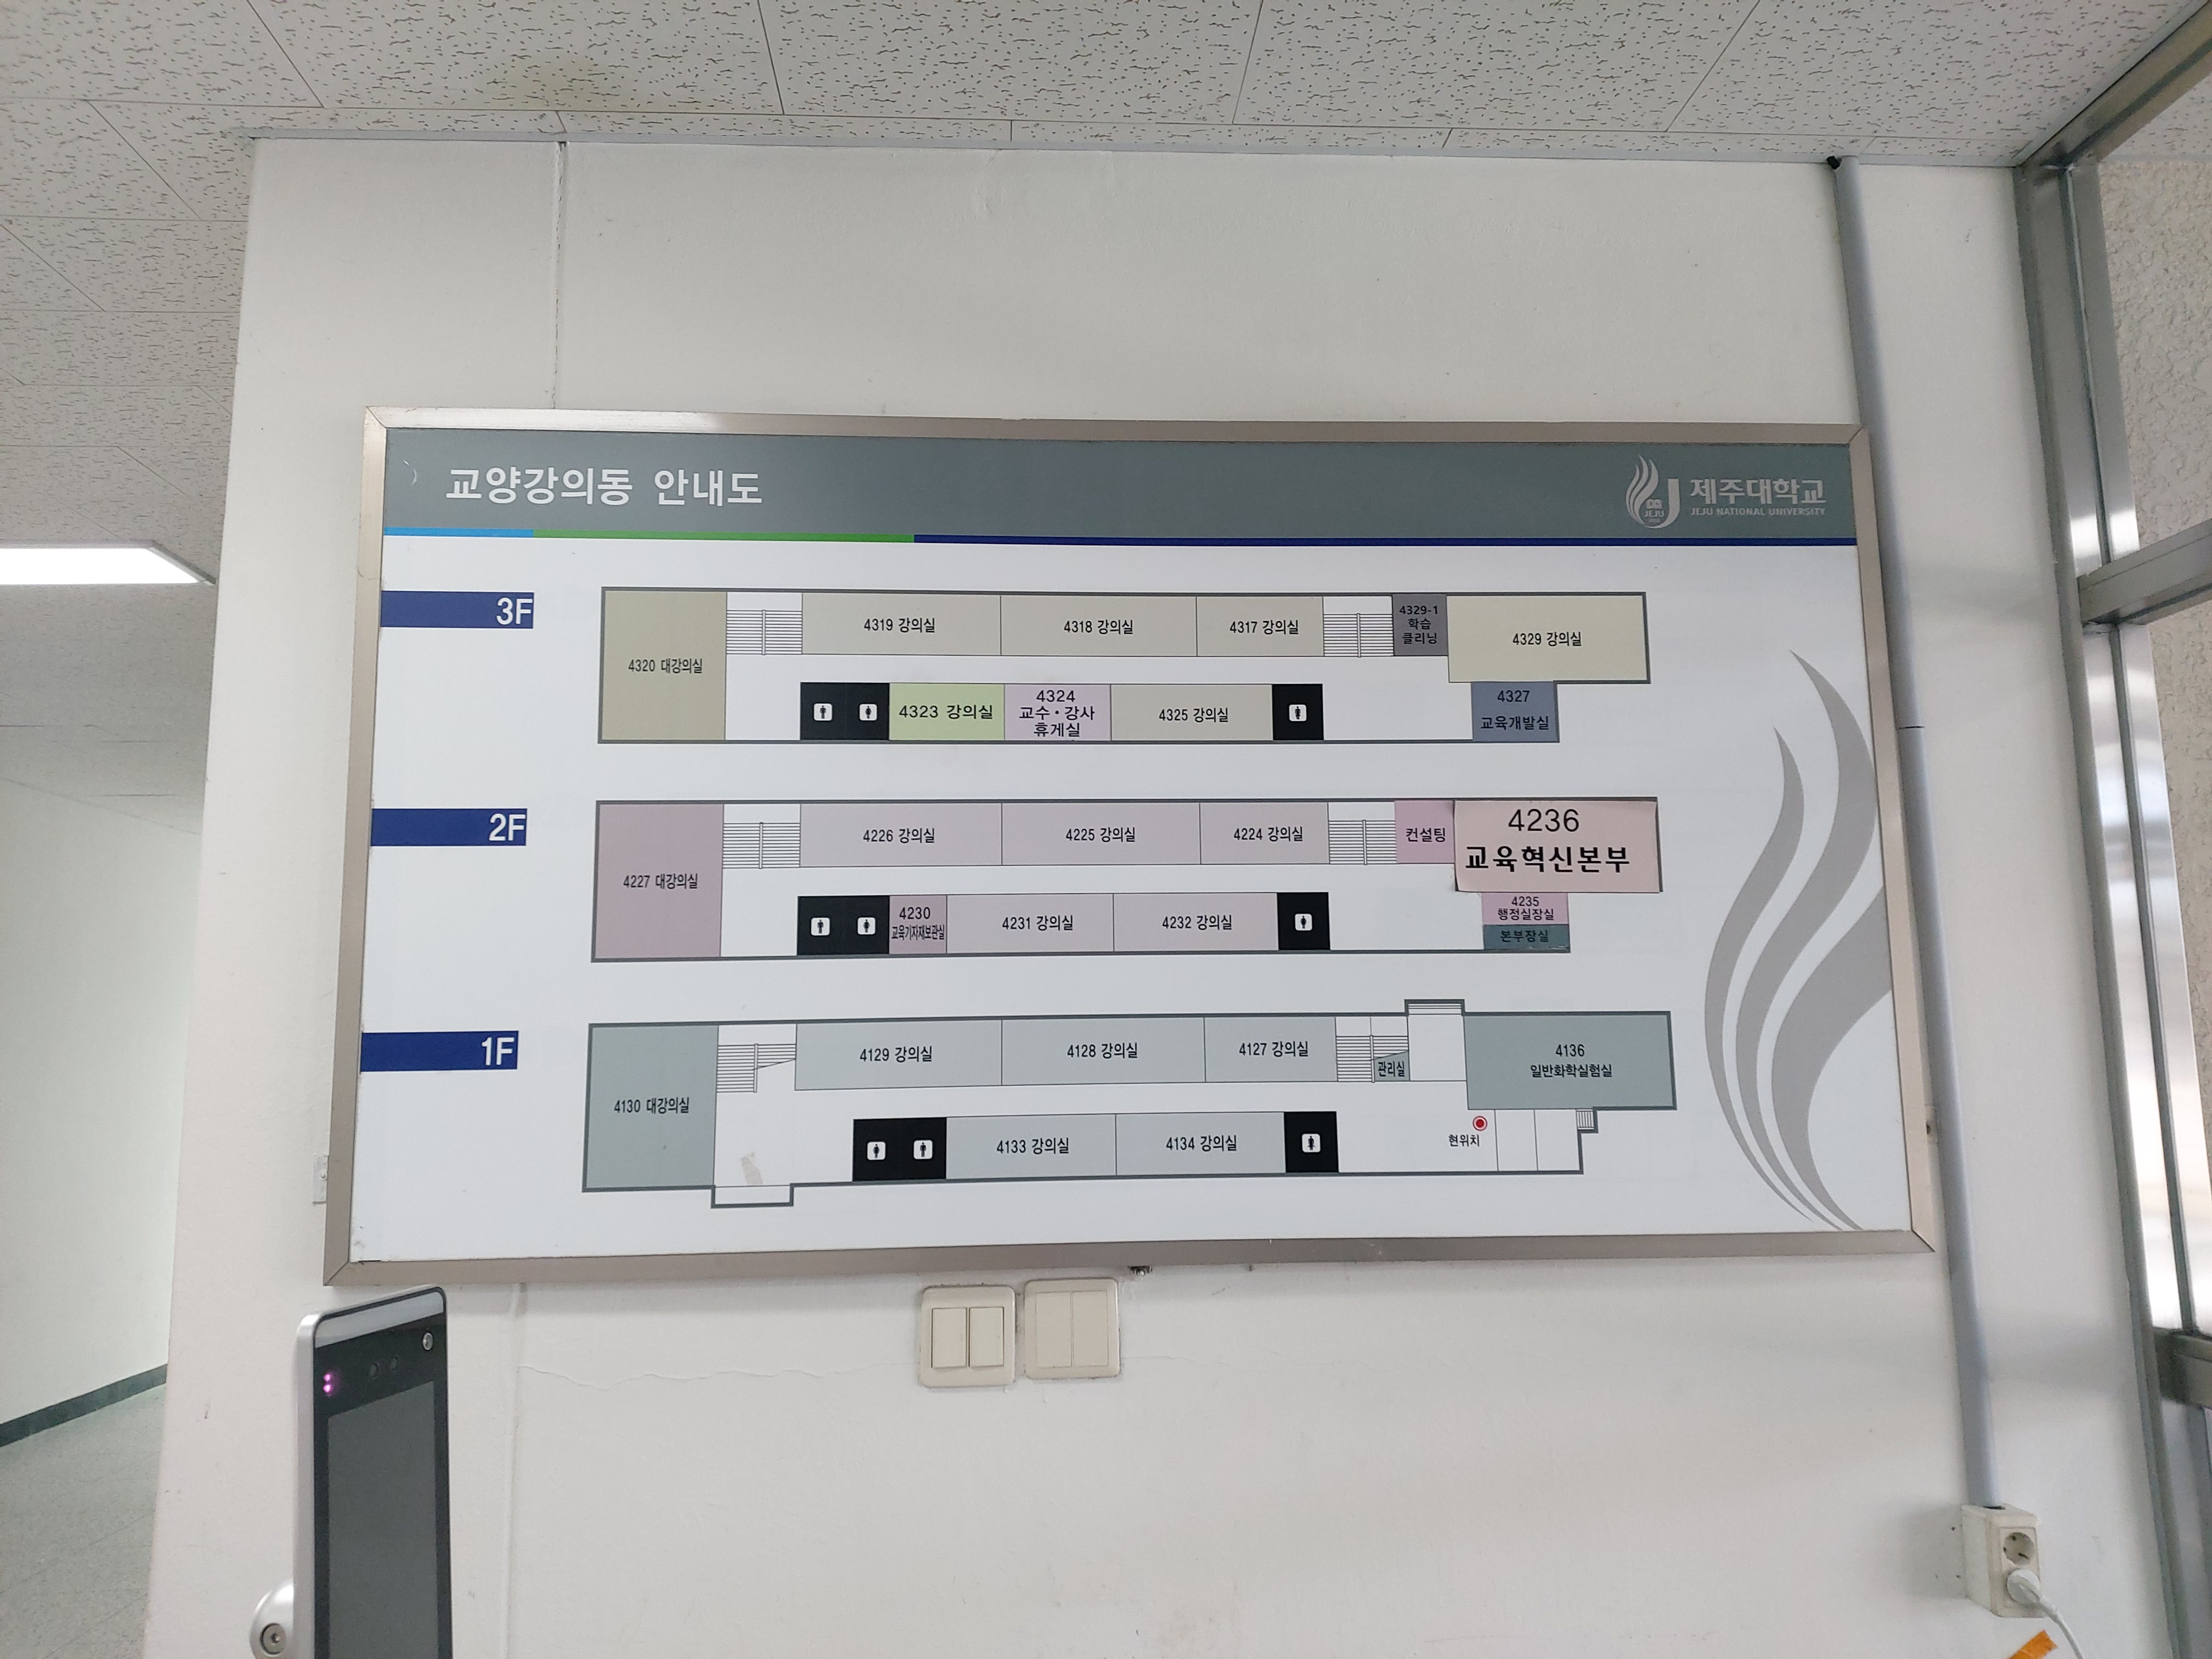 교양강의동 안내도
제주대학교
JEJU NATIONAL UNIVERSITY
JEJU
3F
4320 대강의실
4319 강의실
4318 강의실
4317 강의실
4329-1
학습
클리닝
4329 강의실
4323 강의실
4324
교수·강사
휴게실
4325 강의실
4327
교육개발실
2F
4227 대강의실
4226 강의실
4225 강의실
4224 강의실
컨설팅
4236
교육혁신본부
4230
교육기자재보관실
4231 강의실
4232 강의실
4235
행정실장실
본부장실
1F
4130 대강의실
4129 강의실
4128 강의실
4127 강의실
관리실
4136
일반화학실험실
4133 강의실
4134 강의실
현위치